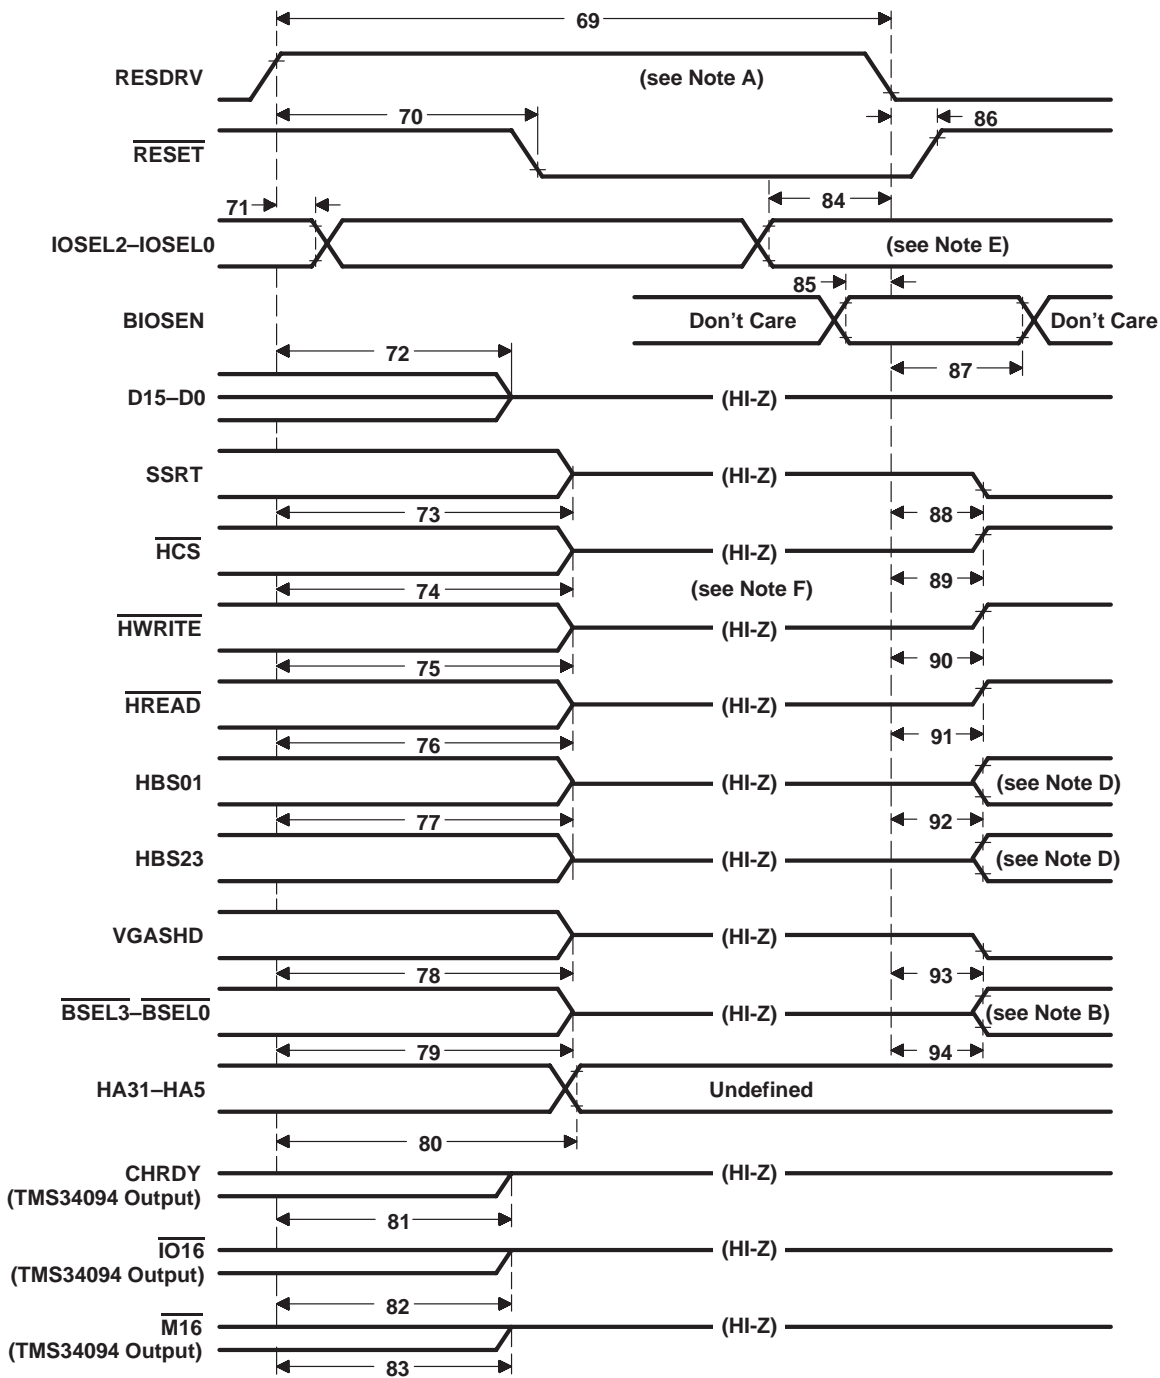 69
RESDRV
(see Note A)
70
86
RESET
84
71
IOSEL2–IOSEL0
(see Note E)
85
BIOSEN
Don't Care
Don't Care
72
87
D15–D0
(HI-Z)
SSRT
(HI-Z)
73
88
HCS
(HI-Z)
74
(see Note F)
89
HWRITE
(HI-Z)
75
90
HREAD
(HI-Z)
76
91
HBS01
(HI-Z)
(see Note D)
77
92
HBS23
(HI-Z)
(see Note D)
VGASHD
(HI-Z)
78
93
BSEL3–BSEL0
(HI-Z)
(see Note B)
79
94
HA31–HA5
Undefined
80
CHRDY
(TMS34094 Output)
(HI-Z)
81
IO16
(TMS34094 Output)
(HI-Z)
82
M16
(TMS34094 Output)
(HI-Z)
83